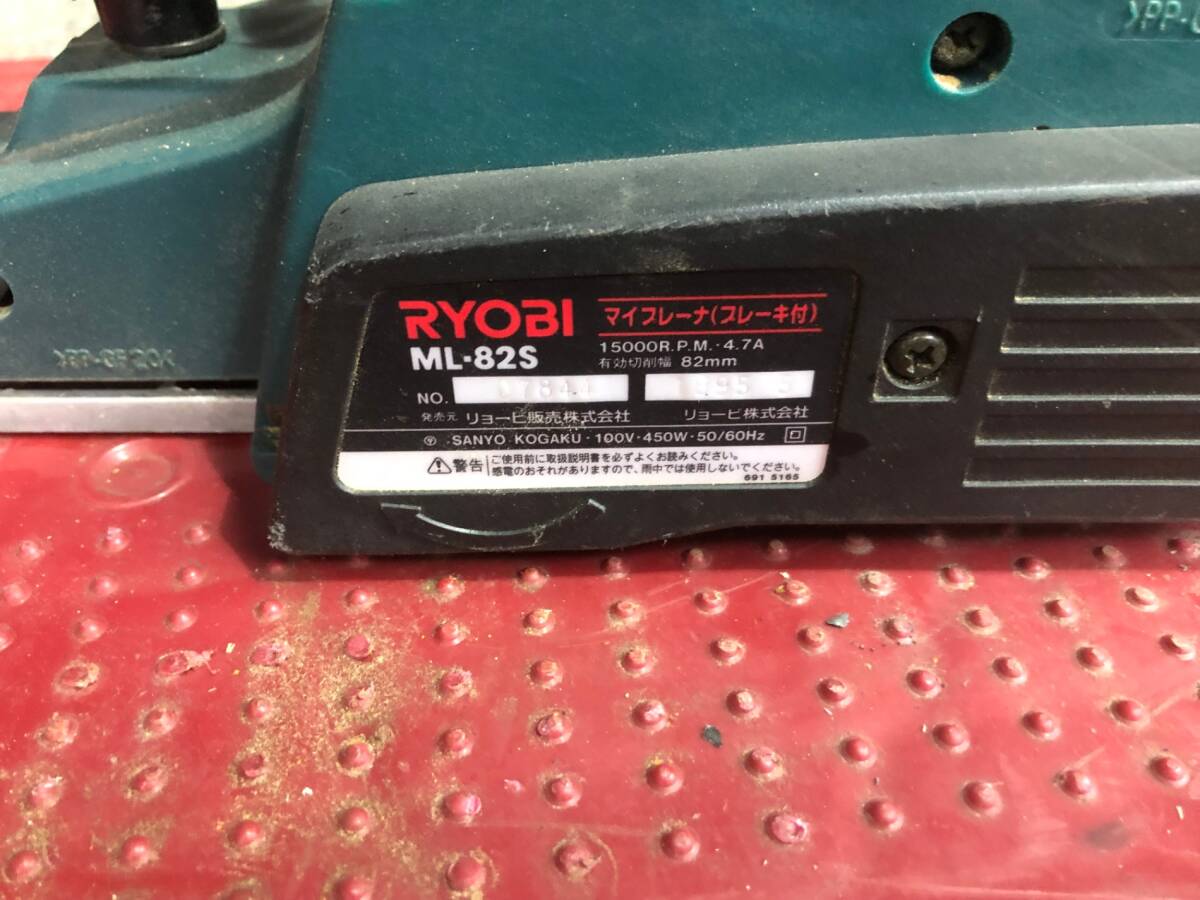 RYOBI
マイプレーナ(ブレーキ付)
ML-82S
15000R.P.M.·4.7A
有効切削幅 82mm
NO.
発売元 リョービ販売株式会社 リョービ株式会社
SANYO KOGAKU·100V·450W·50/60Hz
警告
ご使用前に取扱説明書を必ずよくお読みください。
感電のおそれがありますので、雨中では使用しないでください。
691 5165